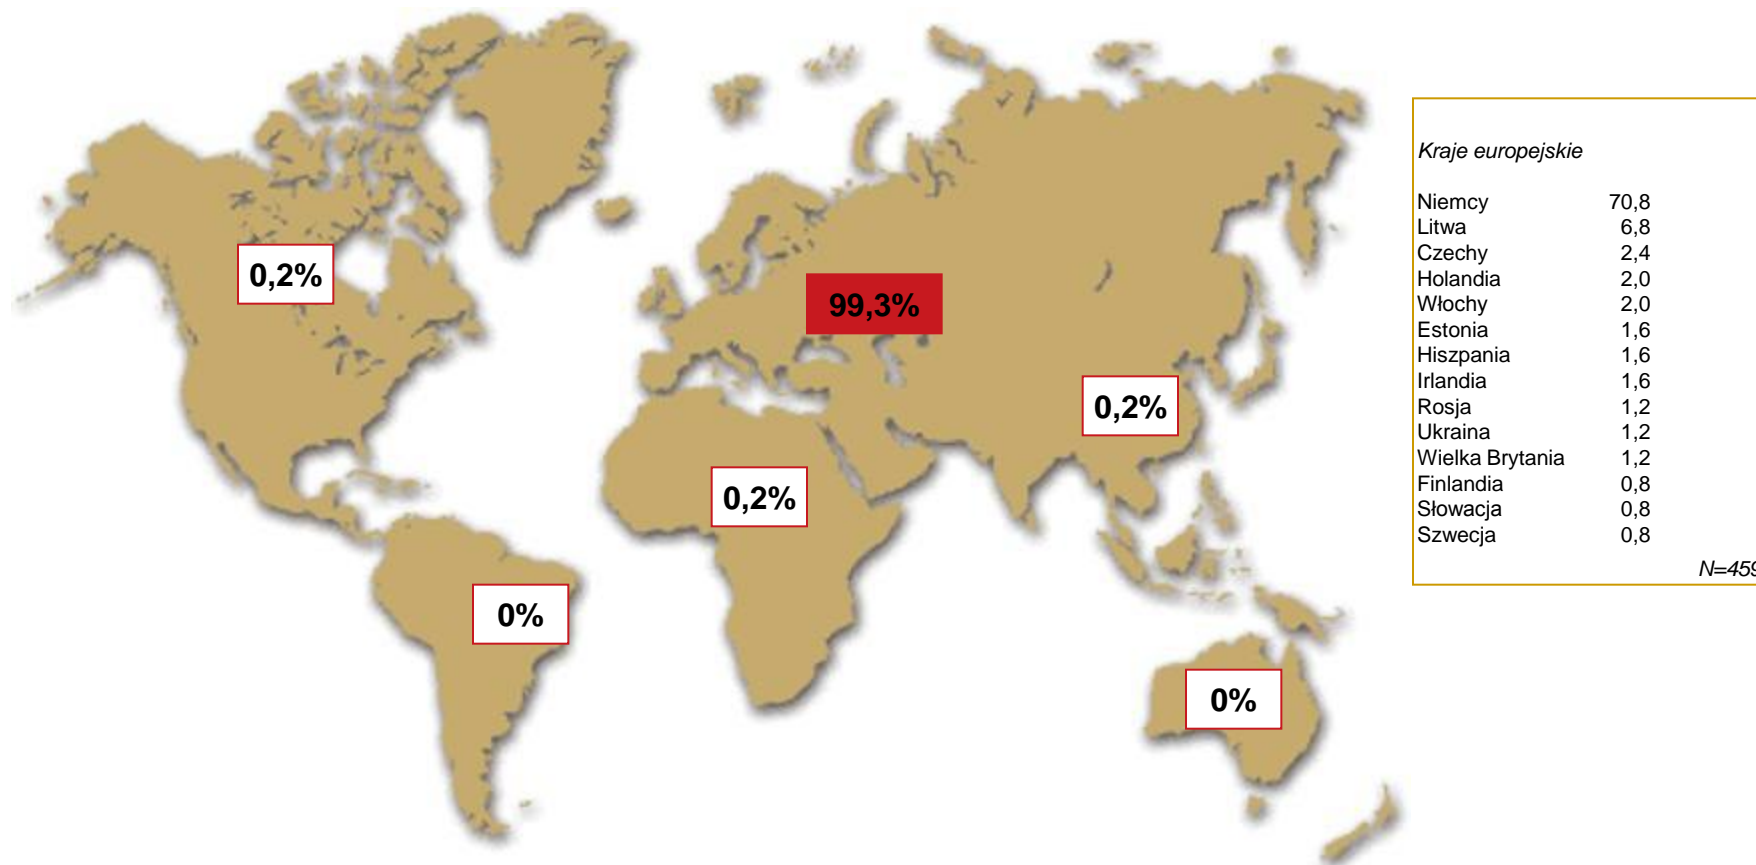 0,2%
99,3%
0,2%
0,2%
0%
0%
Kraje europejskie
Niemcy 70,8
Litwa 6,8
Czechy 2,4
Holandia 2,0
Włochy 2,0
Estonia 1,6
Hiszpania 1,6
Irlandia 1,6
Rosja 1,2
Ukraina 1,2
Wielka Brytania 1,2
Finlandia 0,8
Słowacja 0,8
Szwecja 0,8
N=459